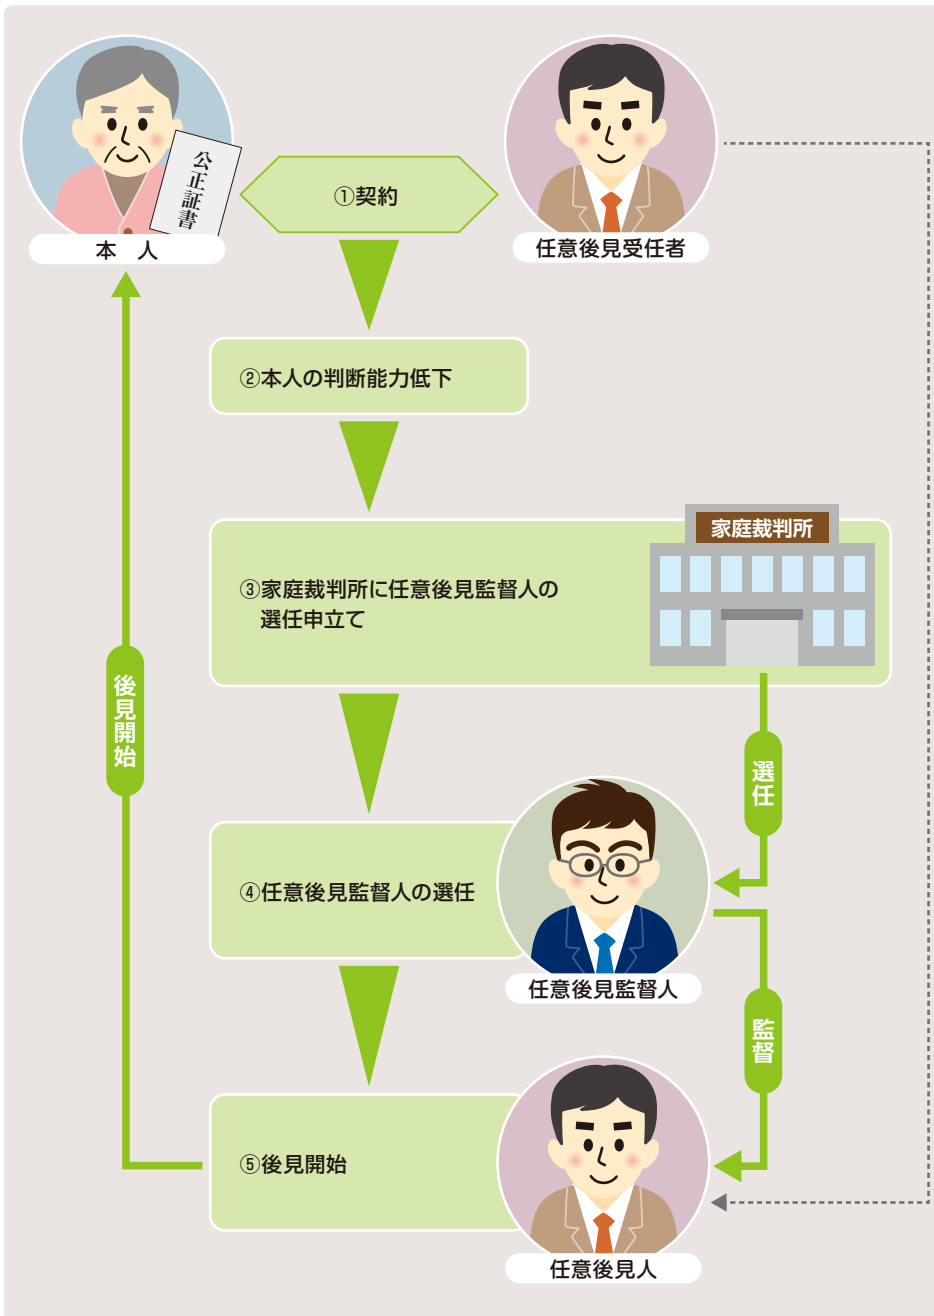 公正証書
①契約
本 人
任意後見受任者
②本人の判断能力低下
家庭裁判所
③家庭裁判所に任意後見監督人の
選任申立て
後見開始
選任
④任意後見監督人の選任
任意後見監督人
監督
⑤後見開始
任意後見人